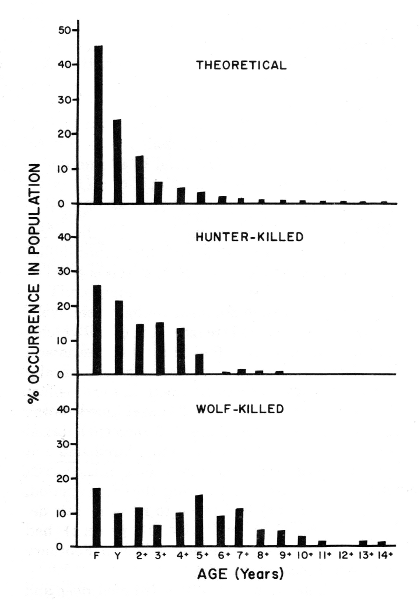 50
40
30
20
10
0
THEORETICAL
40
30
20
10
0
HUNTER-KILLED
40
30
20
10
0
WOLF-KILLED
% OCCURRENCE IN POPULATION
F Y 2+ 3+ 4+ 5+ 6+ 7+ 8+ 9+ 10+ 11+ 12+ 13+ 14+
AGE (Years)